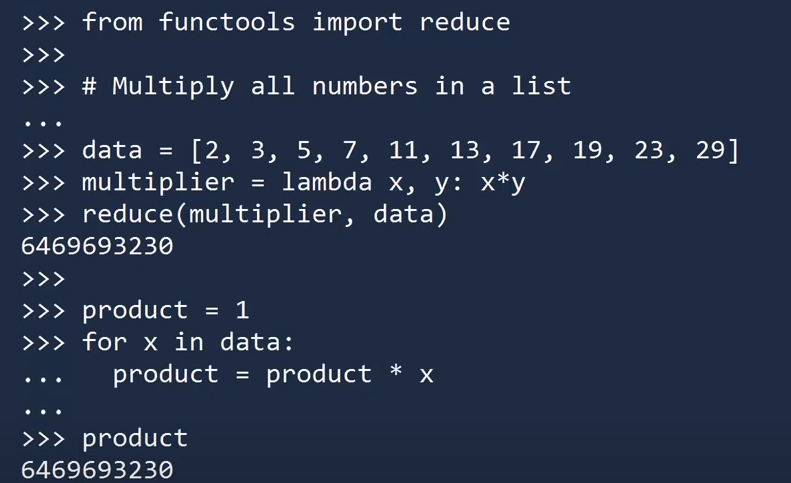 >>> from functools import reduce
>>>
>>> # Multiply all numbers in a list
...
>>> data = [2, 3, 5, 7, 11, 13, 17, 19, 23, 29]
>>> multiplier = lambda x, y: x*y
>>> reduce(multiplier, data)
6469693230
>>>
>>> product = 1
>>> for x in data:
...   product = product * x
...
>>> product
6469693230